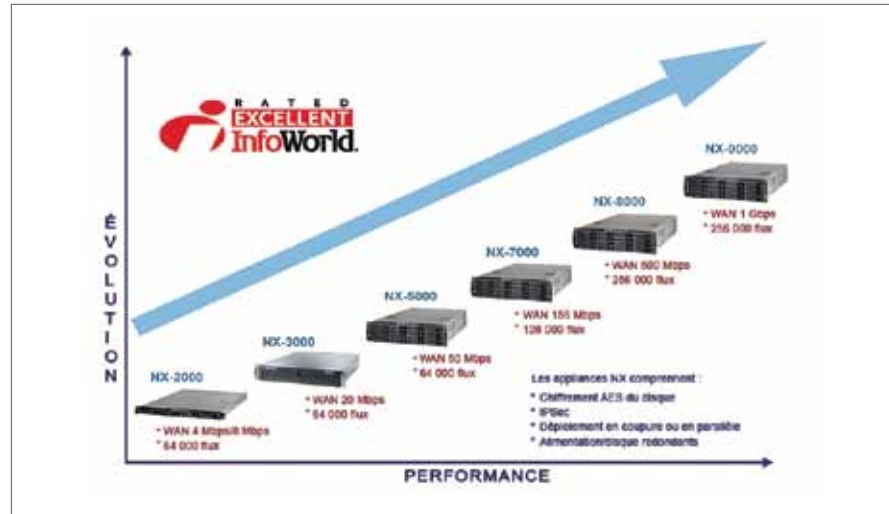 RATED
EXCELLENT
InfoWorld.
ÉVOLUTION
NX-9000
• WAN 1 Gbps
* 256 000 flux
NX-8000
• WAN 500 Mbps
* 256 000 flux
NX-7000
• WAN 155 Mbps
* 128 000 flux
NX-5000
• WAN 50 Mbps
* 64 000 flux
NX-3000
• WAN 20 Mbps
* 64 000 flux
NX-2000
• WAN 4 Mbps/8 Mbps
* 64 000 flux
Les appliances NX comprennent :
* Chiffrement AES du disque
* IPSec
* Déploiement en coupure ou en parallèle
* Alimentation/disque redondants
PERFORMANCE